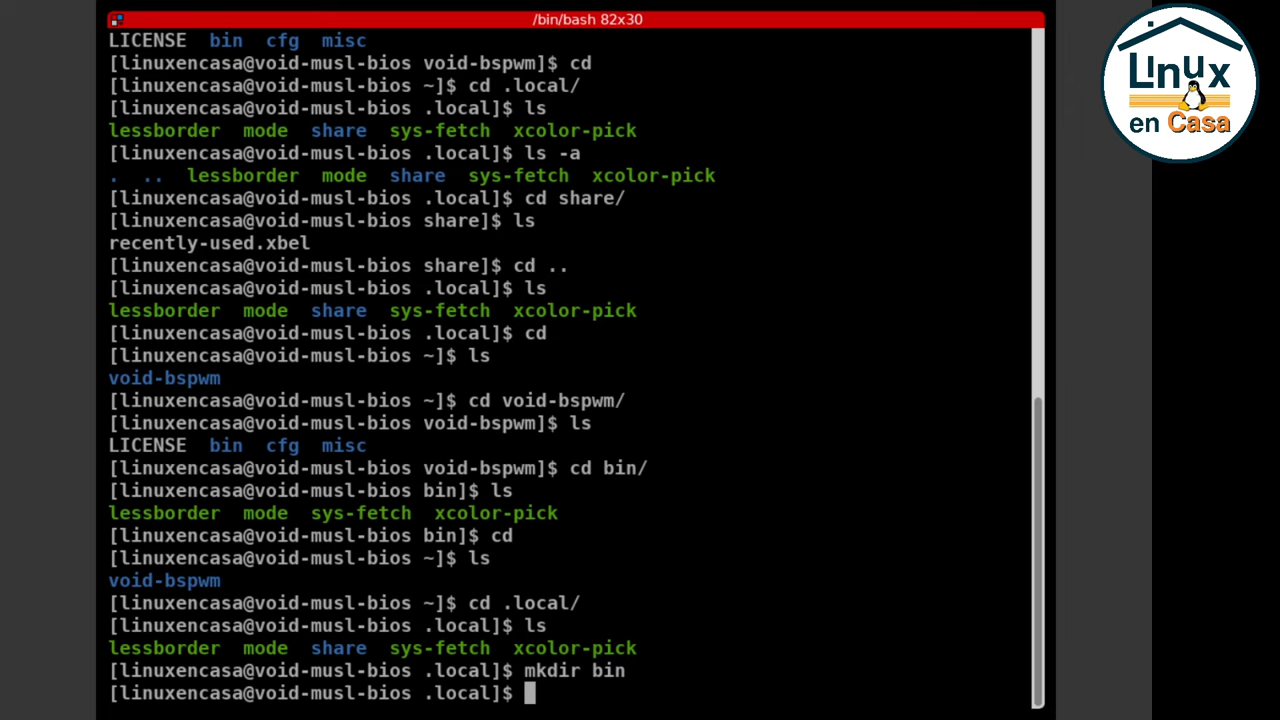 /bin/bash 82x30
LICENSE bin cfg misc
[linuxencasa@void-musl-bios void-bspwm]$ cd
[linuxencasa@void-musl-bios ~]$ cd .local/
[linuxencasa@void-musl-bios .local]$ ls
lessborder mode share sys-fetch xcolor-pick
[linuxencasa@void-musl-bios .local]$ ls -a
. .. lessborder mode share sys-fetch xcolor-pick
[linuxencasa@void-musl-bios .local]$ cd share/
[linuxencasa@void-musl-bios share]$ ls
recently-used.xbel
[linuxencasa@void-musl-bios share]$ cd ..
[linuxencasa@void-musl-bios .local]$ ls
lessborder mode share sys-fetch xcolor-pick
[linuxencasa@void-musl-bios .local]$ cd
[linuxencasa@void-musl-bios ~]$ ls
void-bspwm
[linuxencasa@void-musl-bios ~]$ cd void-bspwm/
[linuxencasa@void-musl-bios void-bspwm]$ ls
LICENSE bin cfg misc
[linuxencasa@void-musl-bios void-bspwm]$ cd bin/
[linuxencasa@void-musl-bios bin]$ ls
lessborder mode sys-fetch xcolor-pick
[linuxencasa@void-musl-bios bin]$ cd
[linuxencasa@void-musl-bios ~]$ ls
void-bspwm
[linuxencasa@void-musl-bios ~]$ cd .local/
[linuxencasa@void-musl-bios .local]$ ls
lessborder mode share sys-fetch xcolor-pick
[linuxencasa@void-musl-bios .local]$ mkdir bin
[linuxencasa@void-musl-bios .local]$
Linux
en Casa